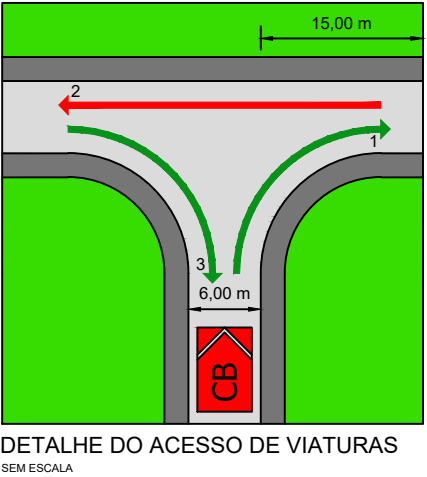 15,00 m
2
1
3
6,00 m
CB
DETALHE DO ACESSO DE VIATURAS
SEM ESCALA